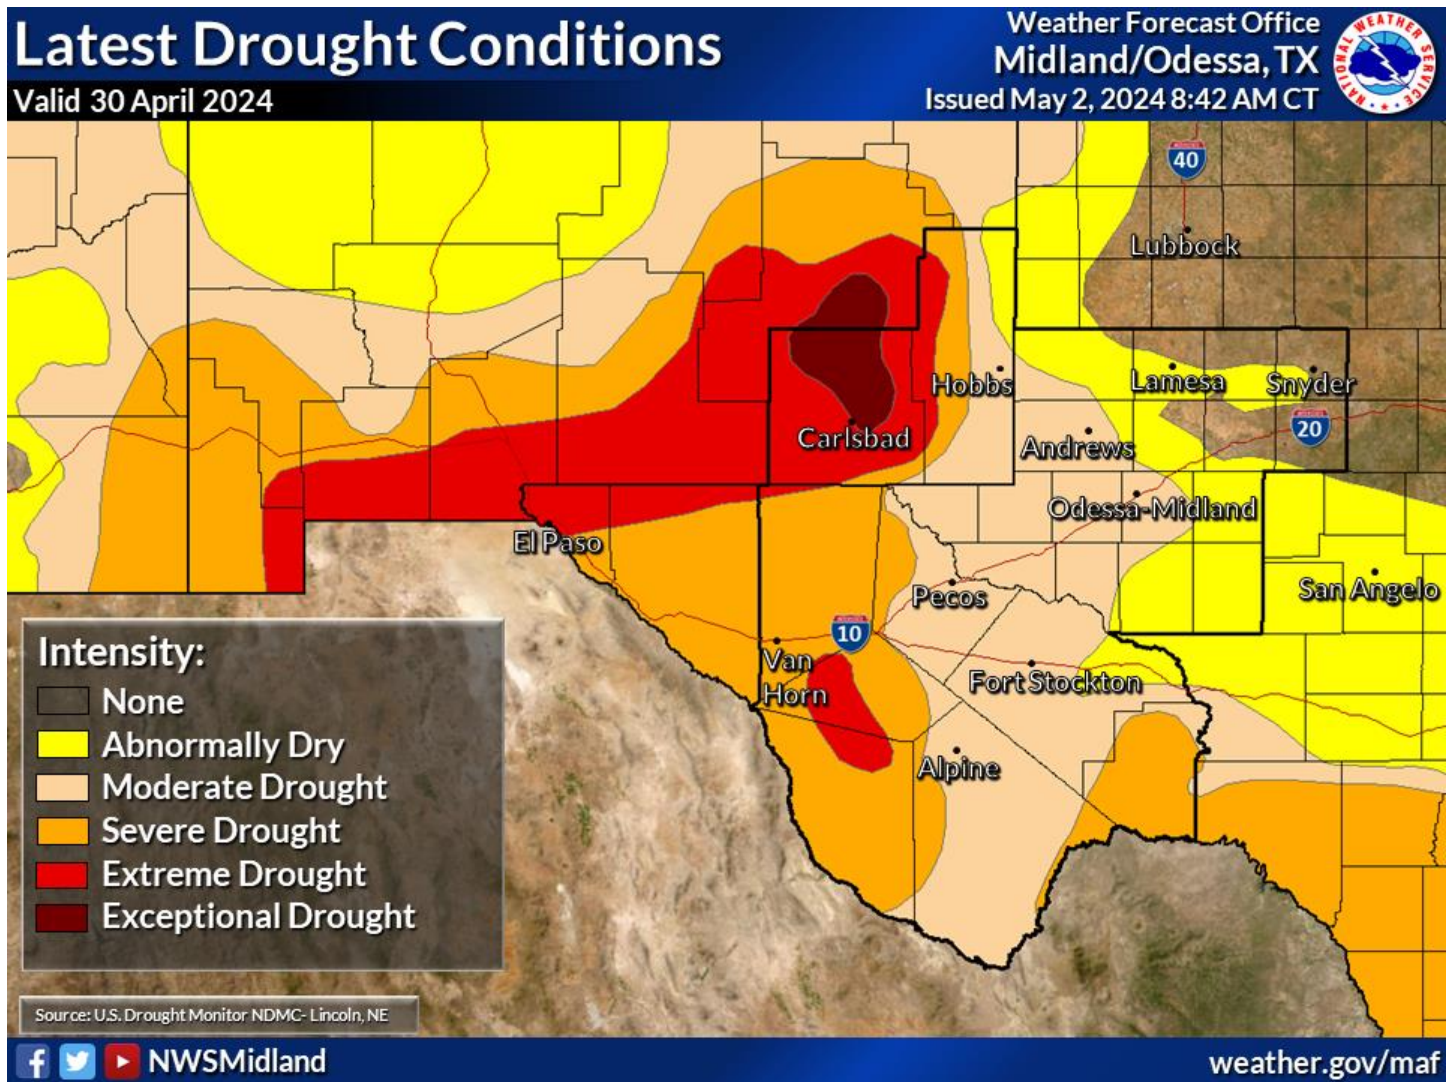 Latest Drought Conditions
Valid 30 April 2024
Weather Forecast Office
Midland/Odessa, TX
Issued May 2, 2024 8:42 AM CT
NATIONAL WEATHER SERVICE
40
Lubbock
Hobbs
Lamesa
Snyder
20
Carlsbad
Andrews
Odessa-Midland
El Paso
San Angelo
Pecos
10
Van
Horn
Fort Stockton
Alpine
Intensity:
None
Abnormally Dry
Moderate Drought
Severe Drought
Extreme Drought
Exceptional Drought
Source: U.S. Drought Monitor NDMC- Lincoln, NE
NWSMidland
weather.gov/maf